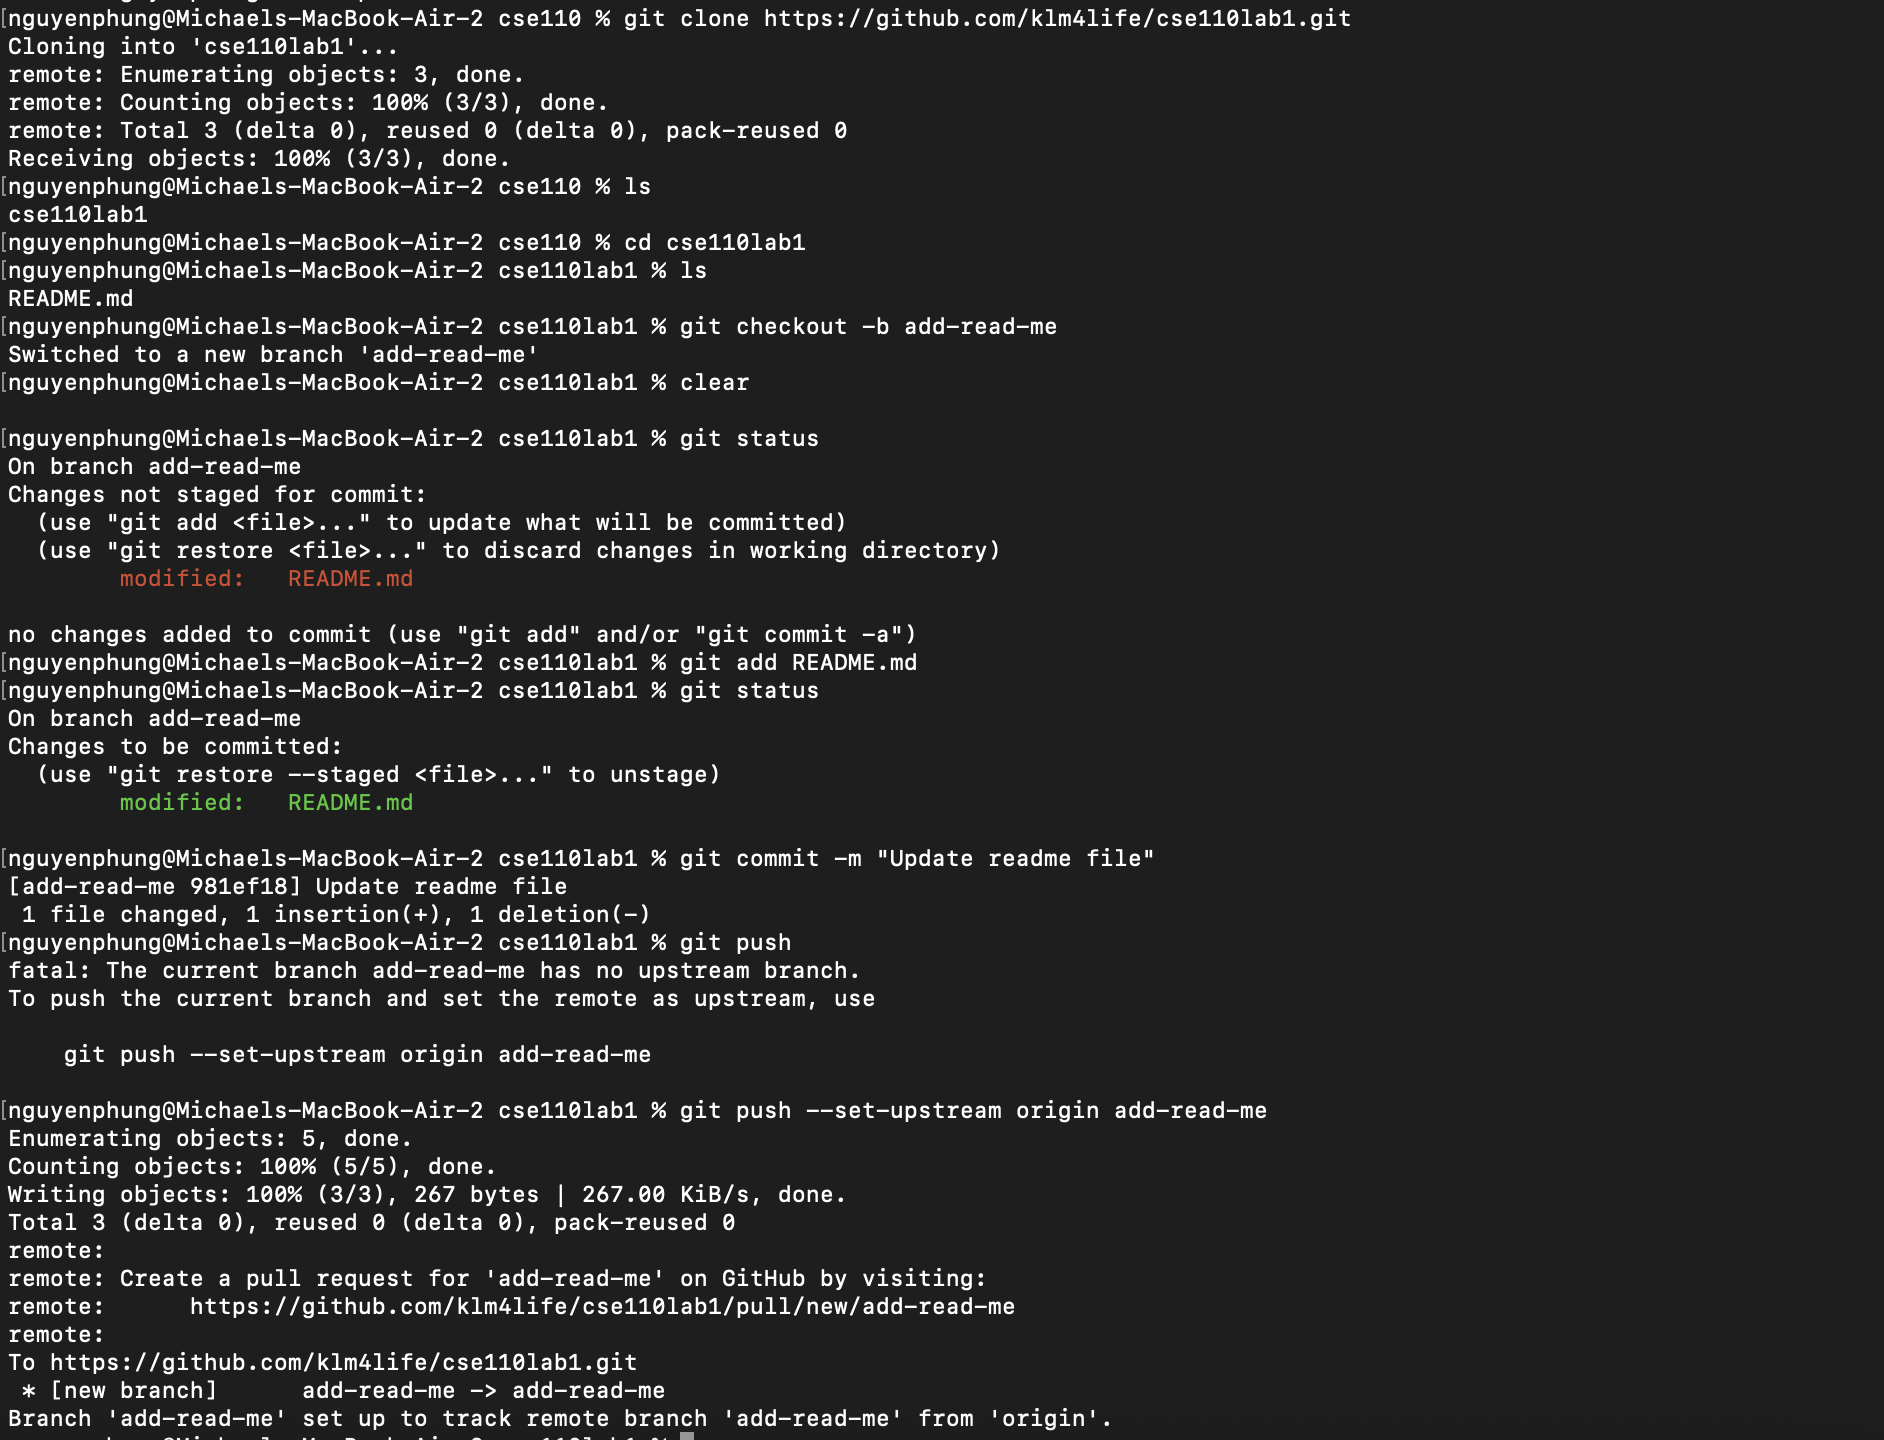 [nguyenphung@Michaels-MacBook-Air-2 cse110 % git clone https://github.com/klm4life/cse110lab1.git
Cloning into 'cse110lab1'...
remote: Enumerating objects: 3, done.
remote: Counting objects: 100% (3/3), done.
remote: Total 3 (delta 0), reused 0 (delta 0), pack-reused 0
Receiving objects: 100% (3/3), done.
[nguyenphung@Michaels-MacBook-Air-2 cse110 % ls
cse110lab1
[nguyenphung@Michaels-MacBook-Air-2 cse110 % cd cse110lab1
[nguyenphung@Michaels-MacBook-Air-2 cse110lab1 % ls
README.md
[nguyenphung@Michaels-MacBook-Air-2 cse110lab1 % git checkout -b add-read-me
Switched to a new branch 'add-read-me'
[nguyenphung@Michaels-MacBook-Air-2 cse110lab1 % clear
[nguyenphung@Michaels-MacBook-Air-2 cse110lab1 % git status
On branch add-read-me
Changes not staged for commit:
  (use "git add <file>..." to update what will be committed)
  (use "git restore <file>..." to discard changes in working directory)
        modified:   README.md
no changes added to commit (use "git add" and/or "git commit -a")
[nguyenphung@Michaels-MacBook-Air-2 cse110lab1 % git add README.md
[nguyenphung@Michaels-MacBook-Air-2 cse110lab1 % git status
On branch add-read-me
Changes to be committed:
  (use "git restore --staged <file>..." to unstage)
        modified:   README.md
[nguyenphung@Michaels-MacBook-Air-2 cse110lab1 % git commit -m "Update readme file"
[add-read-me 981ef18] Update readme file
 1 file changed, 1 insertion(+), 1 deletion(-)
[nguyenphung@Michaels-MacBook-Air-2 cse110lab1 % git push
fatal: The current branch add-read-me has no upstream branch.
To push the current branch and set the remote as upstream, use
    git push --set-upstream origin add-read-me
[nguyenphung@Michaels-MacBook-Air-2 cse110lab1 % git push --set-upstream origin add-read-me
Enumerating objects: 5, done.
Counting objects: 100% (5/5), done.
Writing objects: 100% (3/3), 267 bytes | 267.00 KiB/s, done.
Total 3 (delta 0), reused 0 (delta 0), pack-reused 0
remote:
remote: Create a pull request for 'add-read-me' on GitHub by visiting:
remote:      https://github.com/klm4life/cse110lab1/pull/new/add-read-me
remote:
To https://github.com/klm4life/cse110lab1.git
 * [new branch]      add-read-me -> add-read-me
Branch 'add-read-me' set up to track remote branch 'add-read-me' from 'origin'.